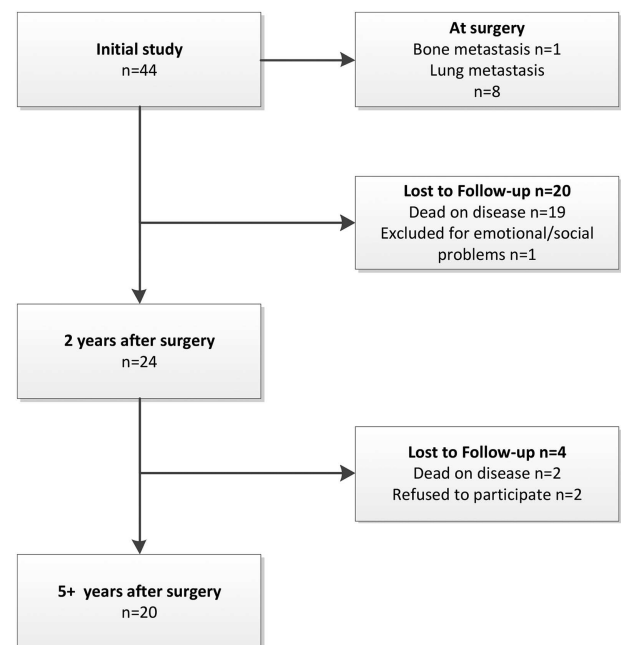 Initial study
n=44
At surgery
Bone metastasis n=1
Lung metastasis
n=8
Lost to Follow-up n=20
Dead on disease n=19
Excluded for emotional/social
problems n=1
2 years after surgery
n=24
Lost to Follow-up n=4
Dead on disease n=2
Refused to participate n=2
5+ years after surgery
n=20